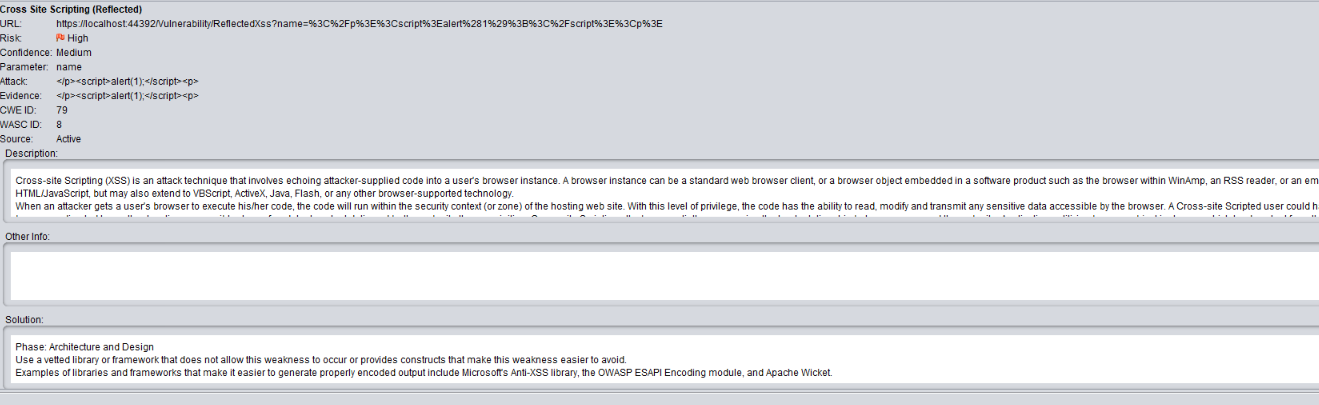 Cross Site Scripting (Reflected)
URL: https://localhost:44392/Vulnerability/ReflectedXss?name=%3C%2Fp%3E%3Cscript%3Ealert%281%29%3B%3C%2Fscript%3E%3Cp%3E
Risk: High
Confidence: Medium
Parameter: name
Attack: </p><script>alert(1);</script><p>
Evidence: </p><script>alert(1);</script><p>
CWE ID: 79
WASC ID: 8
Source: Active
Description:
Cross-site Scripting (XSS) is an attack technique that involves echoing attacker-supplied code into a user's browser instance. A browser instance can be a standard web browser client, or a browser object embedded in a software product such as the browser within WinAmp, an RSS reader, or an em
HTML/JavaScript, but may also extend to VBScript, ActiveX, Java, Flash, or any other browser-supported technology.
When an attacker gets a user's browser to execute his/her code, the code will run within the security context (or zone) of the hosting web site. With this level of privilege, the code has the ability to read, modify and transmit any sensitive data accessible by the browser. A Cross-site Scripted user could ha
Other Info:
Solution:
Phase: Architecture and Design
Use a vetted library or framework that does not allow this weakness to occur or provides constructs that make this weakness easier to avoid.
Examples of libraries and frameworks that make it easier to generate properly encoded output include Microsoft's Anti-XSS library, the OWASP ESAPI Encoding module, and Apache Wicket.